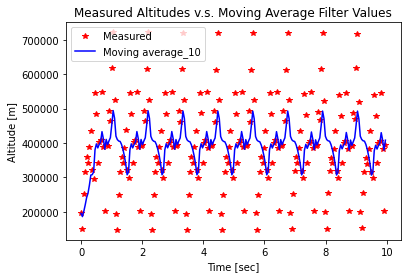 Measured Altitudes v.s. Moving Average Filter Values
Measured
Moving average_10
Altitude [m]
700000
600000
500000
400000
300000
200000
0 2 4 6 8 10
Time [sec]